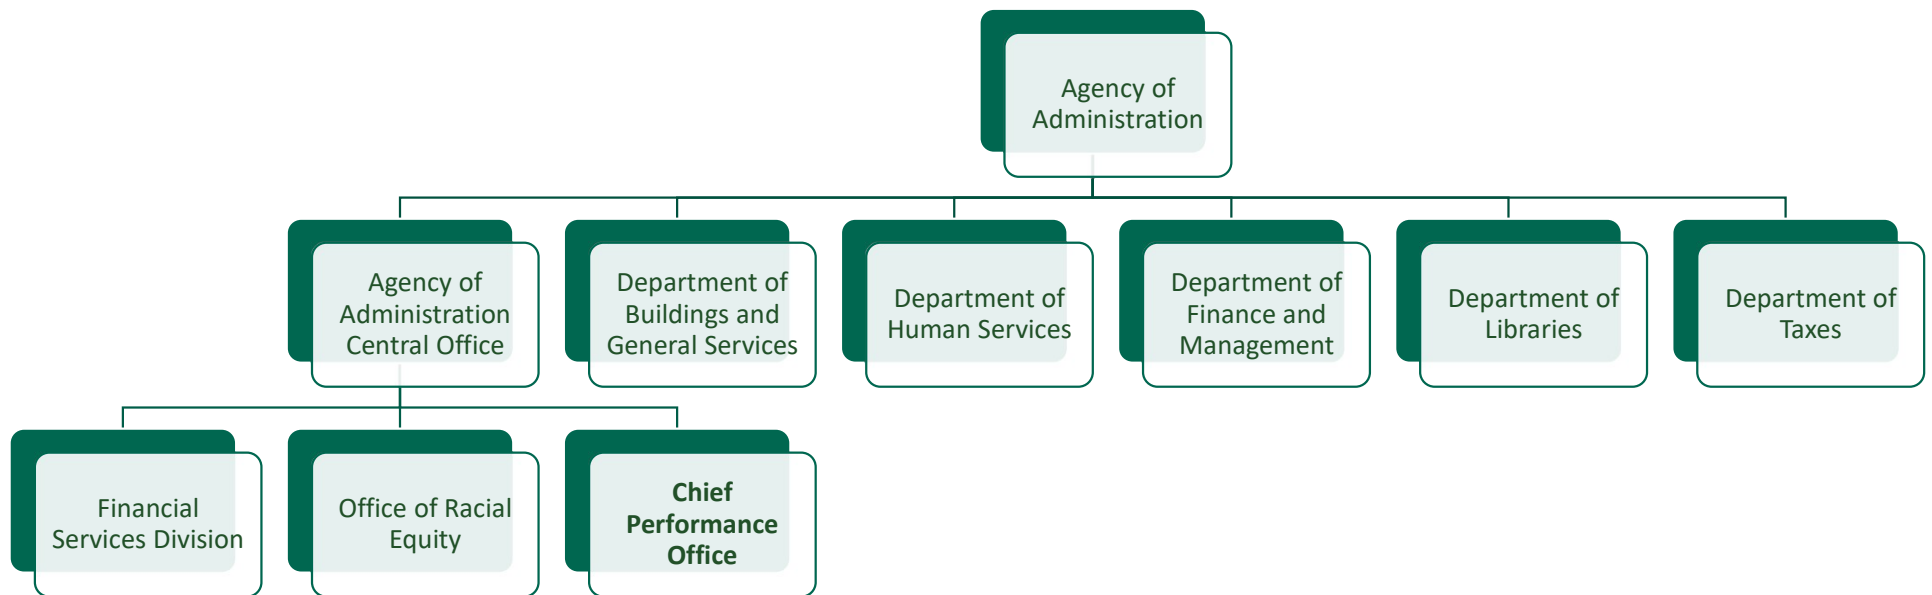 Agency of
Administration
Agency of
Administration
Central Office
Department of
Buildings and
General Services
Department of
Human Services
Department of
Finance and
Management
Department of
Libraries
Department of
Taxes
Financial
Services Division
Office of Racial
Equity
Chief
Performance
Office